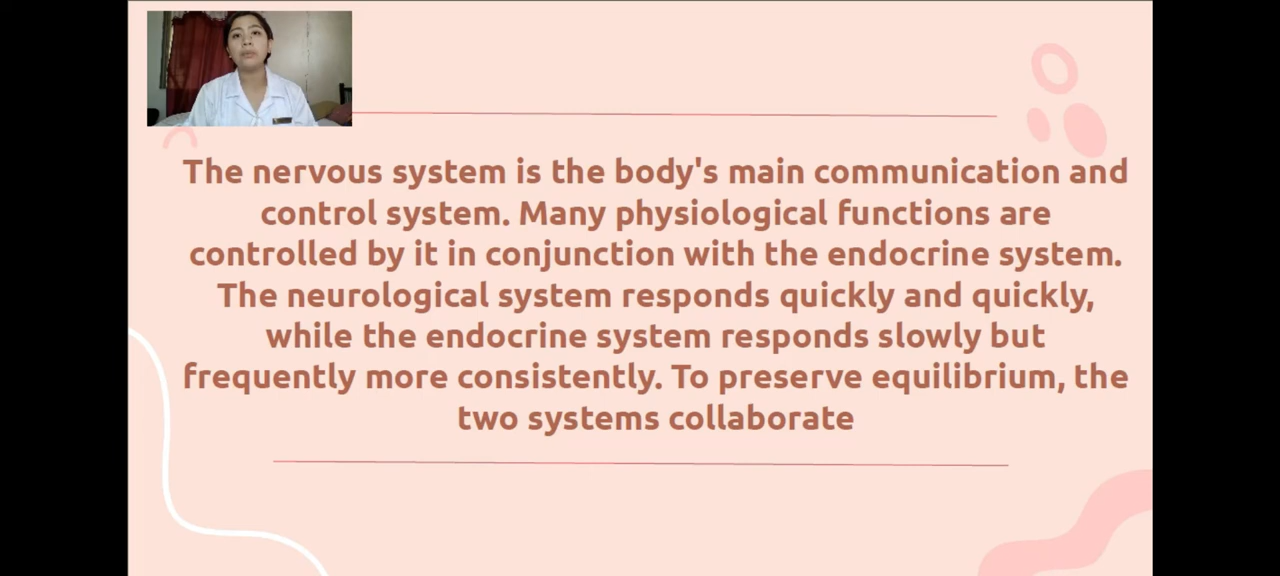 The nervous system is the body's main communication and
control system. Many physiological functions are
controlled by it in conjunction with the endocrine system.
The neurological system responds quickly and quickly,
while the endocrine system responds slowly but
frequently more consistently. To preserve equilibrium, the
two systems collaborate